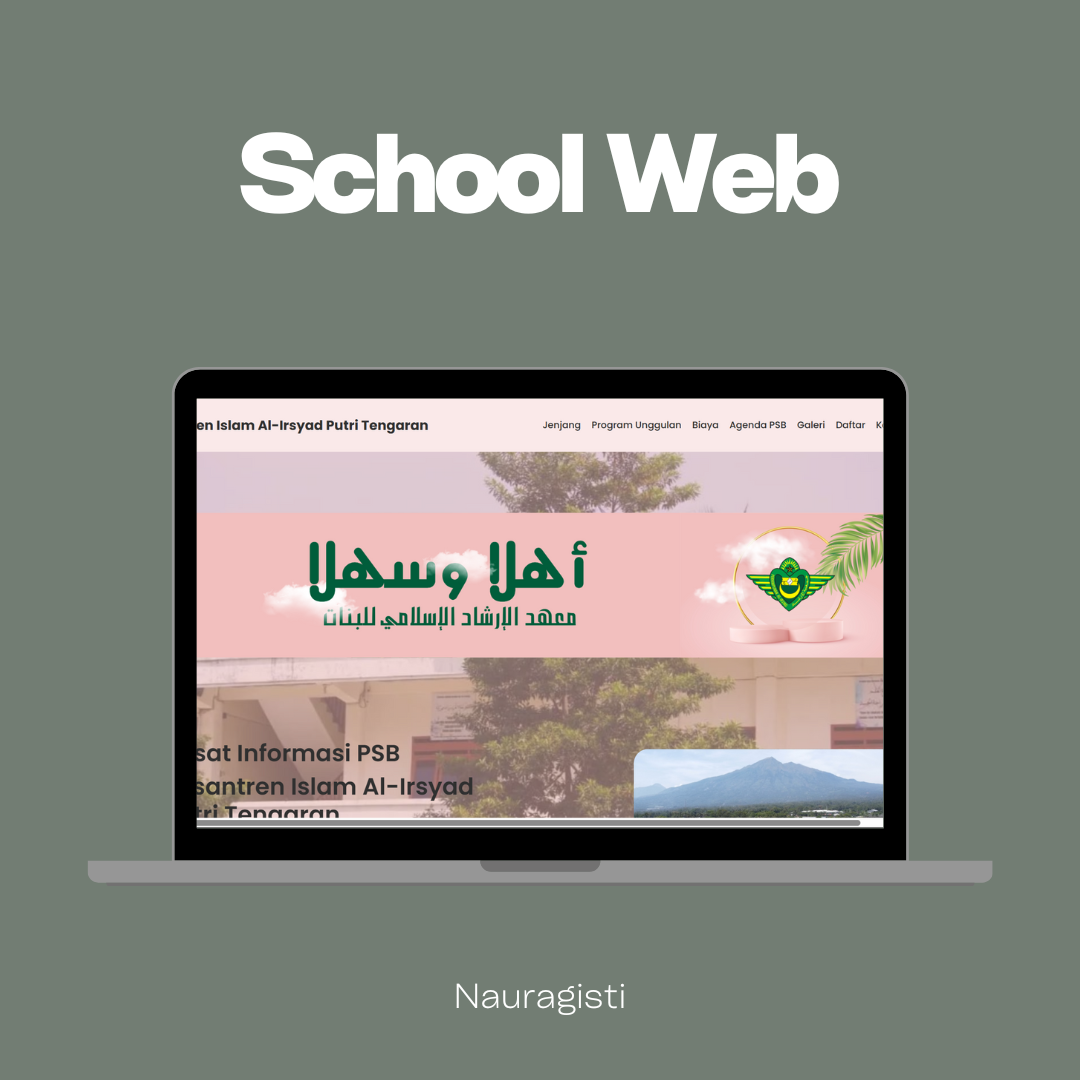 School Web
en Islam Al-Irsyad Putri Tengaran
Jenjang Program Unggulan Biaya Agenda PSB Galeri Daftar
أهلا وسهلا
معهد الإرشاد الإسلامي للبنات
sat Informasi PSB
santren Islam Al-Irsyad
tri Tengaran
Nauragisti